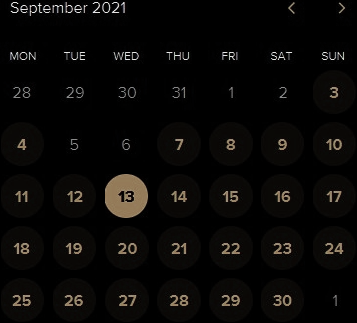 September 2021 < >
MON TUE WED THU FRI SAT SUN
28 29 30 31 1 2 3
4 5 6 7 8 9 10
11 12 13 14 15 16 17
18 19 20 21 22 23 24
25 26 27 28 29 30 1